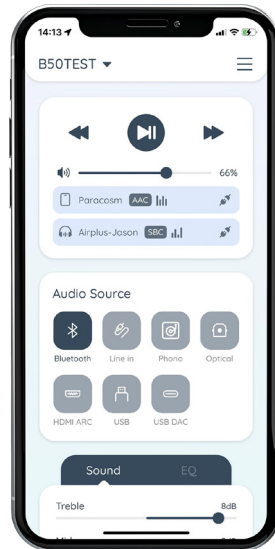 14:13
B50TEST
66%
Paracosm AAC
Airplus-Jason SBC
Audio Source
Bluetooth Line in Phono Optical
HDMI ARC USB USB DAC
Sound EQ
Treble 8dB